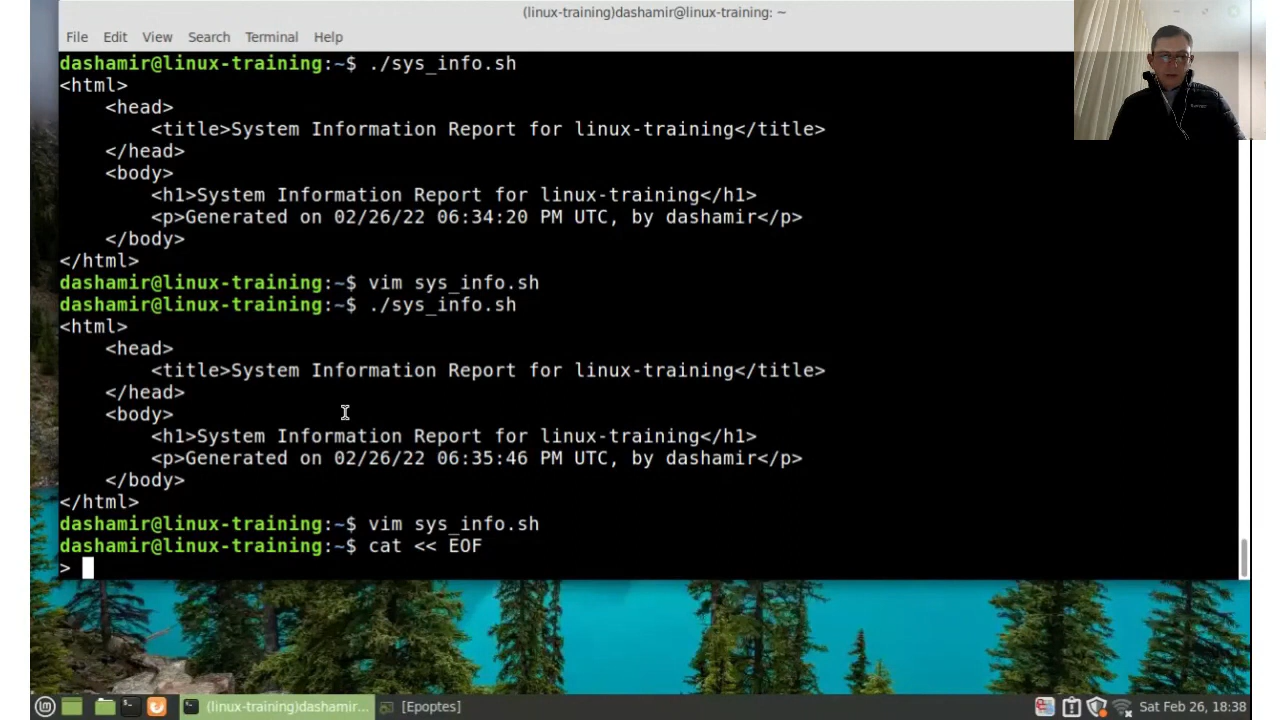 (linux-training)dashamir@linux-training: ~
File Edit View Search Terminal Help
dashamir@linux-training:~$ ./sys_info.sh
<html>
    <head>
        <title>System Information Report for linux-training</title>
    </head>
    <body>
        <h1>System Information Report for linux-training</h1>
        <p>Generated on 02/26/22 06:34:20 PM UTC, by dashamir</p>
    </body>
</html>
dashamir@linux-training:~$ vim sys_info.sh
dashamir@linux-training:~$ ./sys_info.sh
<html>
    <head>
        <title>System Information Report for linux-training</title>
    </head>
    <body>
        <h1>System Information Report for linux-training</h1>
        <p>Generated on 02/26/22 06:35:46 PM UTC, by dashamir</p>
    </body>
</html>
dashamir@linux-training:~$ vim sys_info.sh
dashamir@linux-training:~$ cat << EOF
>
(linux-training)dashamir... [Epoptes] Sat Feb 26, 18:38